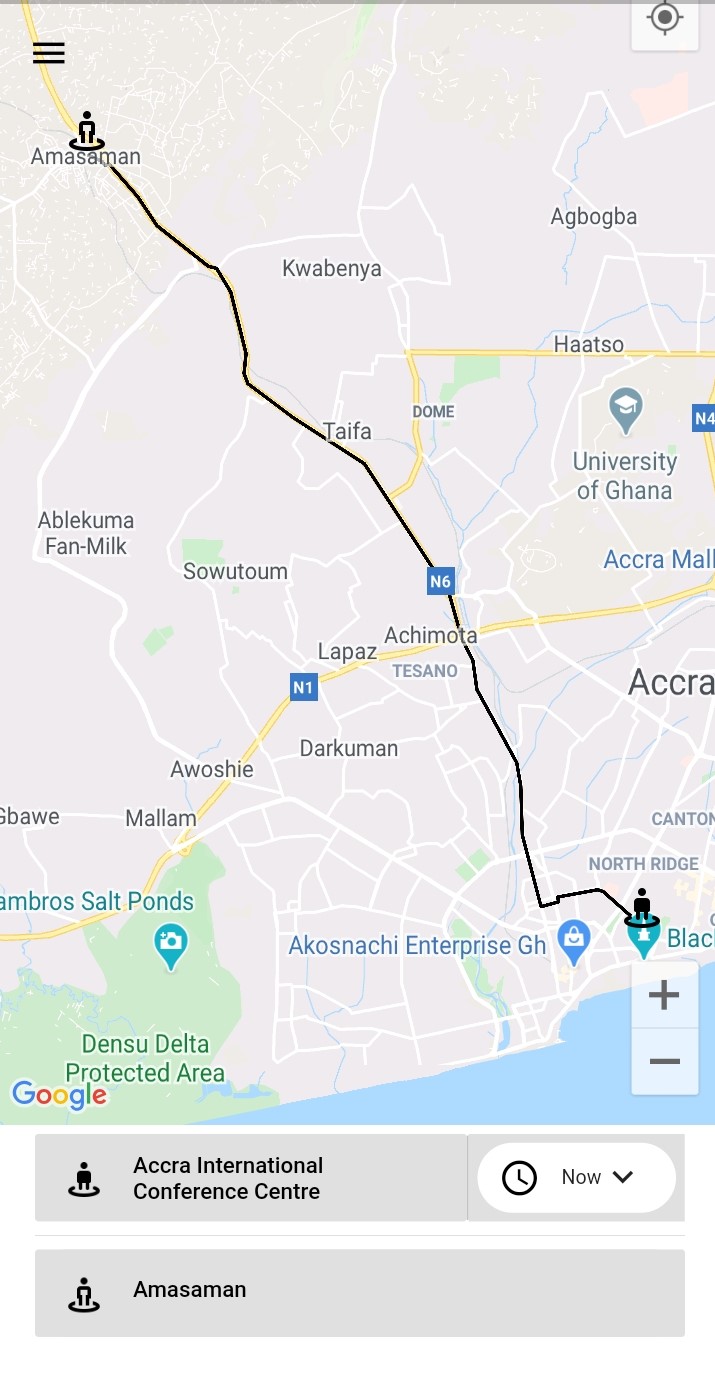 Amasaman
Agbogba
Kwabenya
Haatso
DOME
N4
Taifa
University
of Ghana
Ablekuma
Fan-Milk
Accra Mall
Sowutoum
N6
Achimota
Lapaz
TESANO
Accra
N1
Darkuman
Awoshie
Gbawe
Mallam
CANTON
NORTH RIDGE
ambros Salt Ponds
Akosnachi Enterprise Gh
Blac
Densu Delta
Protected Area
Google
+
−
Accra International
Conference Centre
Now
Amasaman